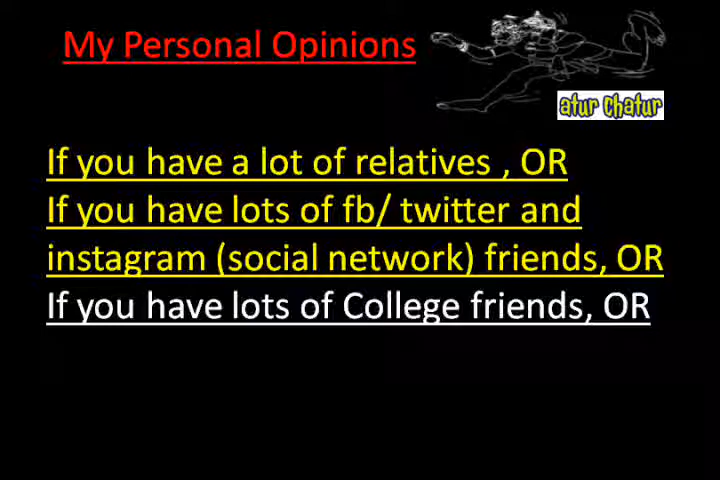 My Personal Opinions
atur chatur
If you have a lot of relatives , OR
If you have lots of fb/ twitter and
instagram (social network) friends, OR
If you have lots of College friends, OR